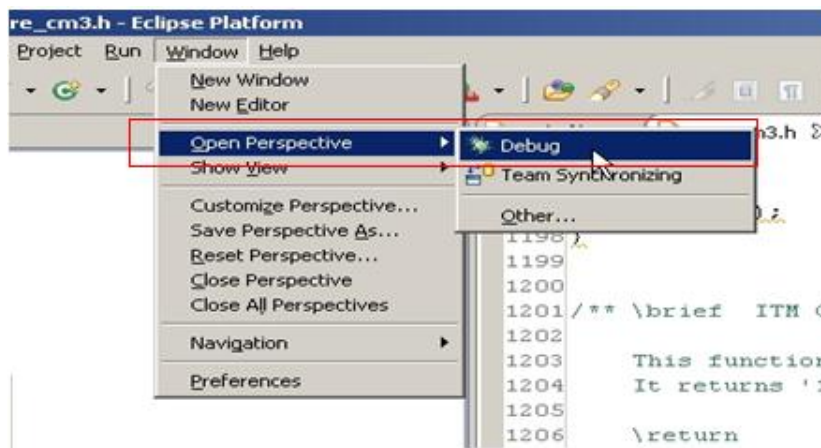 re_cm3.h - Eclipse Platform
Project Run Window Help
New Window
New Editor
Open Perspective
Show View
Customize Perspective...
Save Perspective As...
Reset Perspective...
Close Perspective
Close All Perspectives
Navigation
Preferences
Debug
Team Synchronizing
Other...
m3.h
);
1198 }
1199
1200
1201 /** \brief ITM
1202
1203 This function
1204 It returns
1205
1206 \return